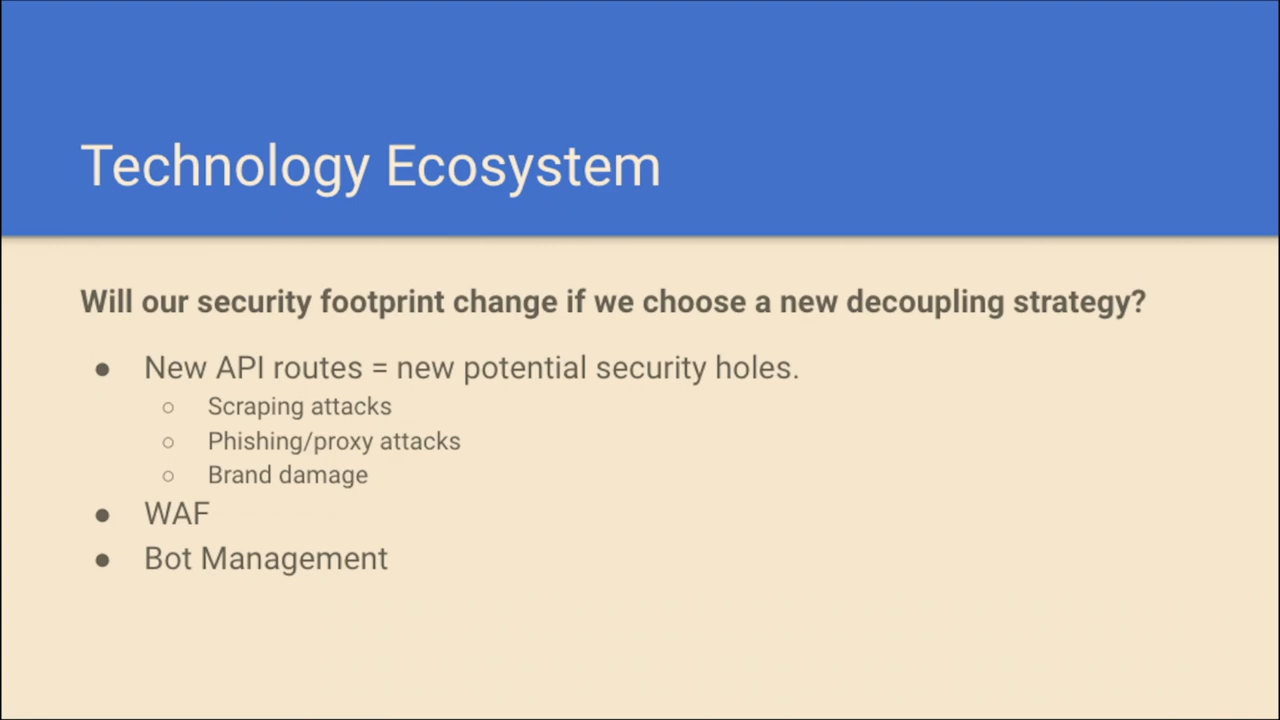 Technology Ecosystem
Will our security footprint change if we choose a new decoupling strategy?
● New API routes = new potential security holes.
○ Scraping attacks
○ Phishing/proxy attacks
○ Brand damage
● WAF
● Bot Management